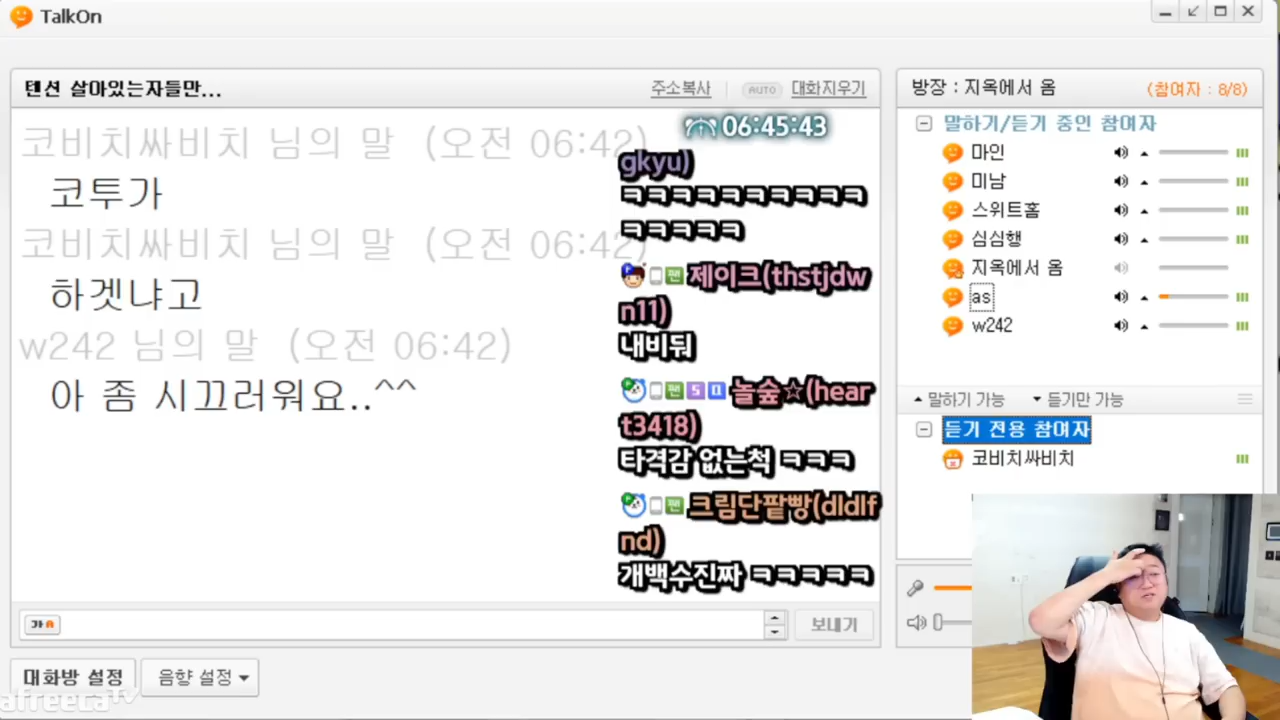 TalkOn
텐션 살아있는자들만...
주소복사
AUTO
대화지우기
코비치싸비치 님의 말 (오전 06:42)
코투가
코비치싸비치 님의 말 (오전 06:42)
하겟냐고
w242 님의 말 (오전 06:42)
아 좀 시끄러워요..^^
06:45:43
gkyu)
ㅋㅋㅋㅋㅋㅋㅋㅋㅋㅋ
ㅋㅋㅋㅋㅋ
팬 제이크(thstjdw
n11)
내비둬
팬 5 미 놀숲☆(hear
t3418)
타격감 없는척 ㅋㅋㅋ
팬 크림단팥빵(dldlf
nd)
개백수진짜 ㅋㅋㅋㅋㅋ
가
보내기
대화방 설정
음향 설정
afreecaTV
방장 : 지옥에서 옴
(참여자 : 8/8)
말하기/듣기 중인 참여자
마인
미남
스위트홈
심심행
지옥에서 옴
as
w242
말하기 가능
듣기만 가능
듣기 전용 참여자
코비치싸비치